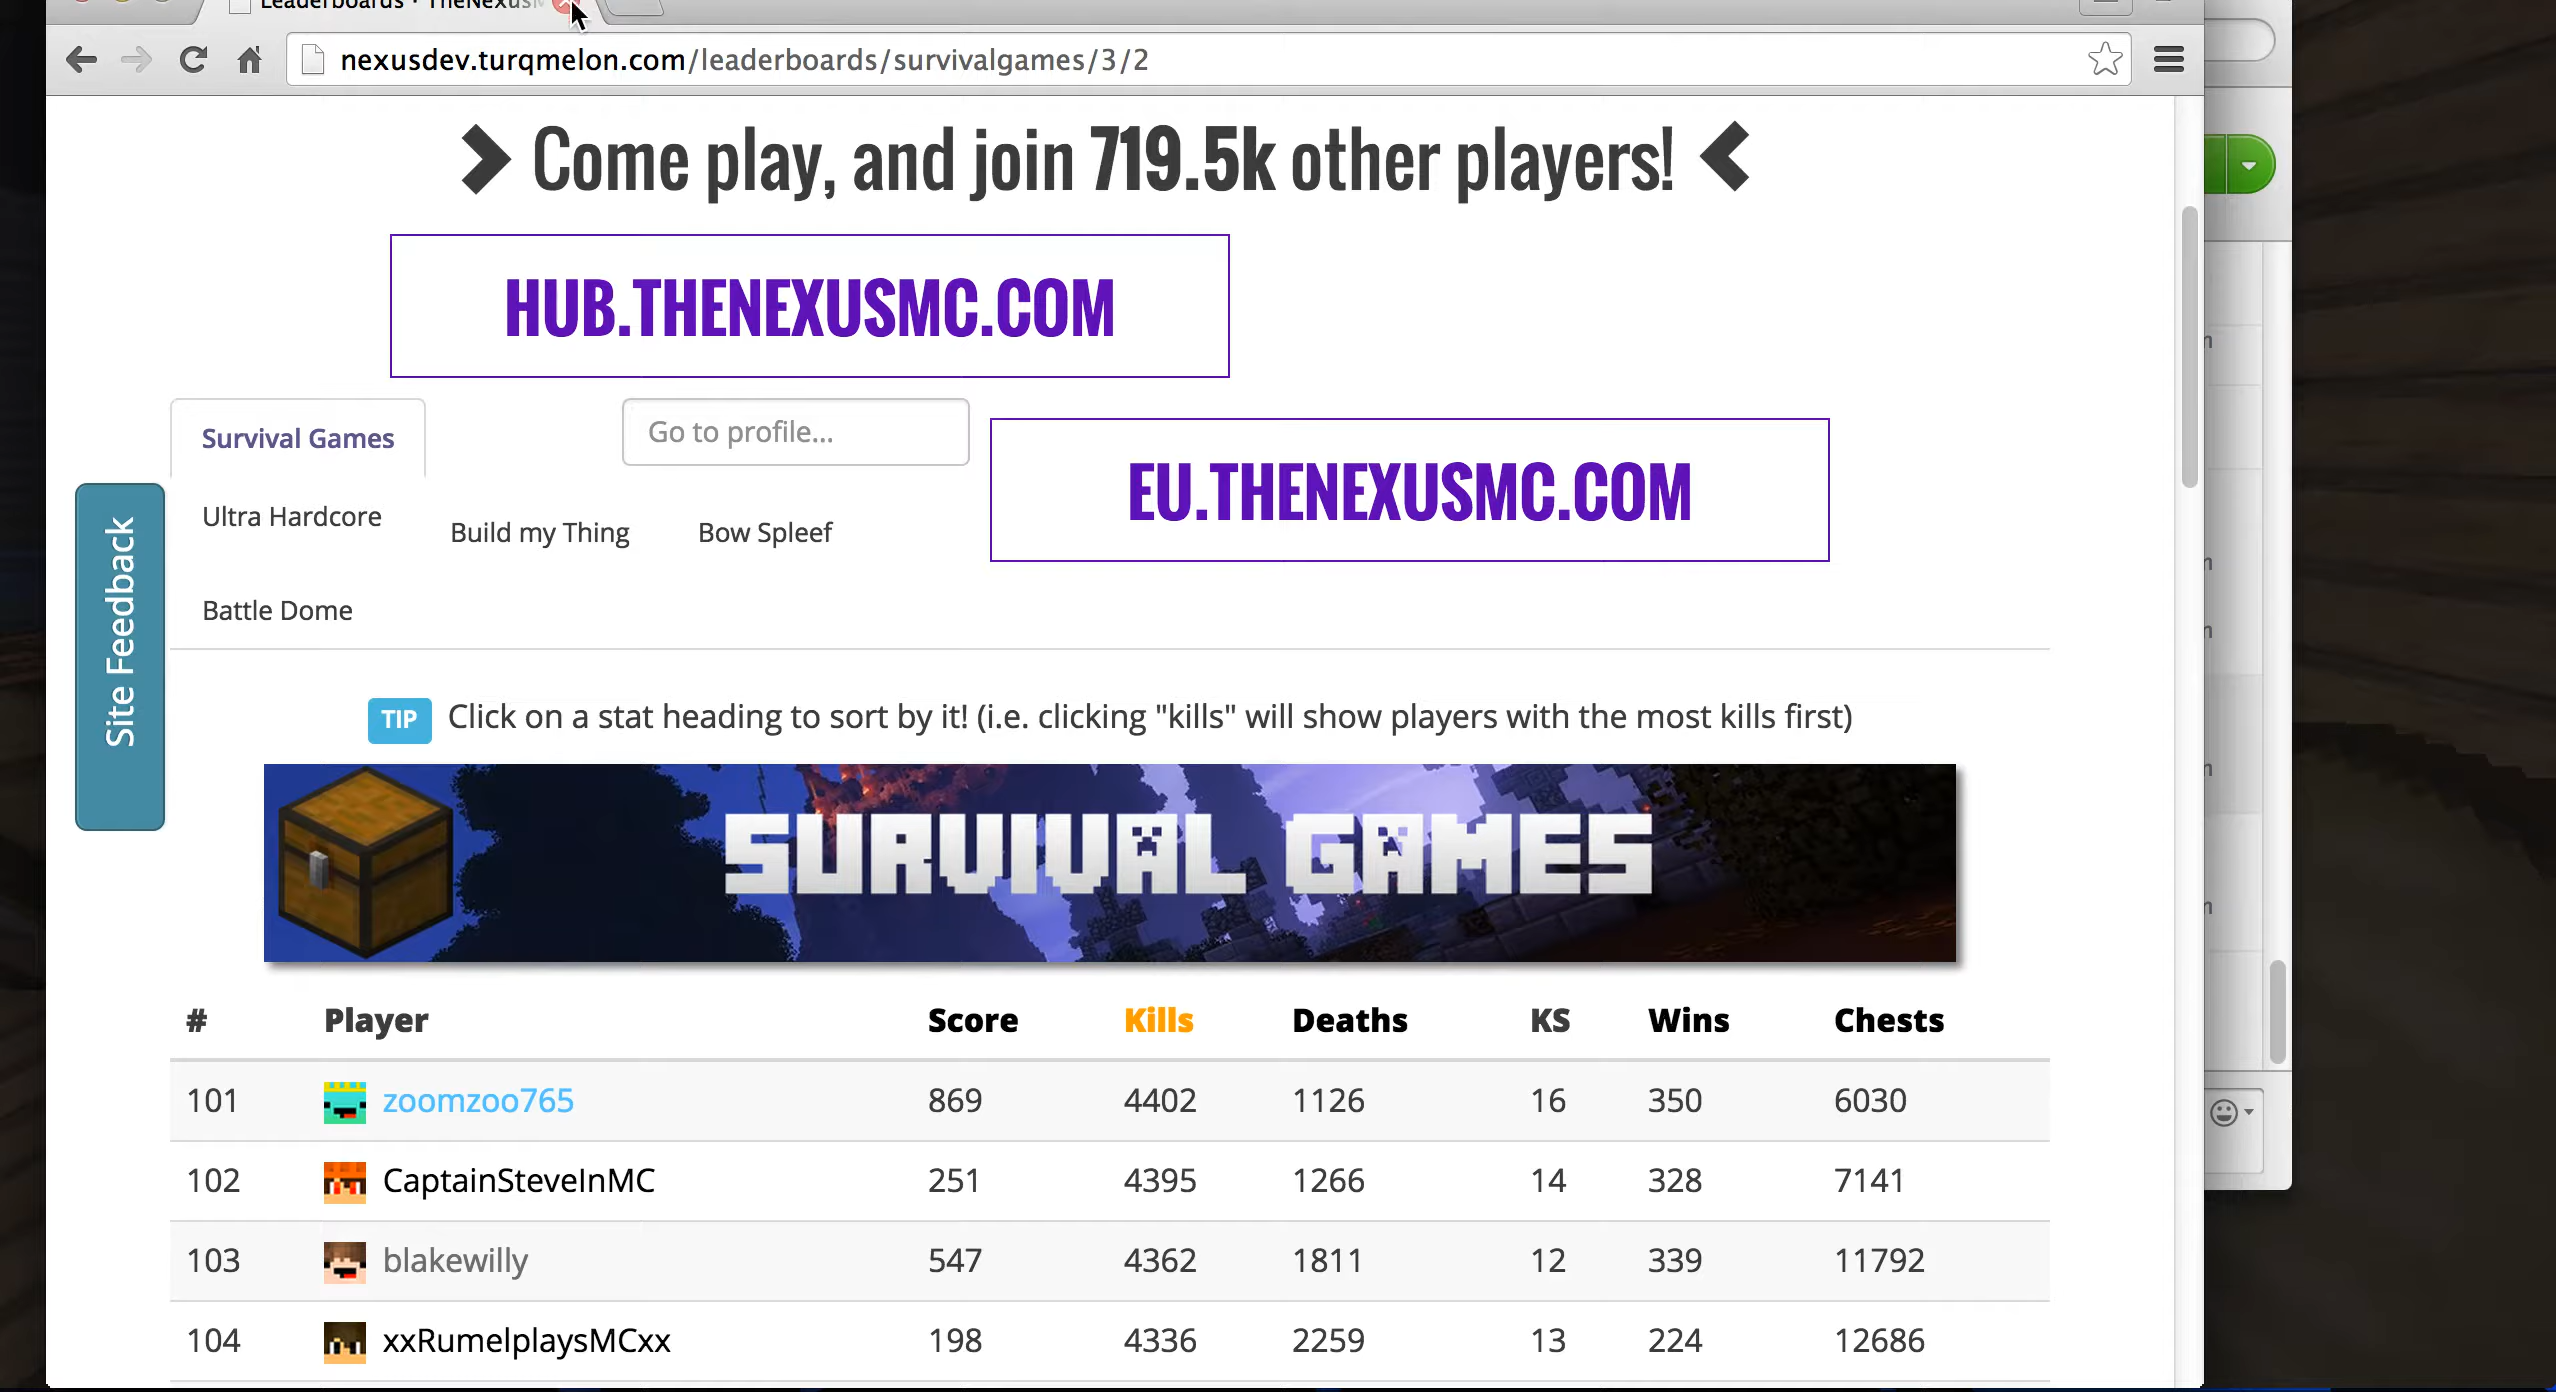 Leaderboards · TheNexus
nexusdev.turqmelon.com/leaderboards/survivalgames/3/2
Come play, and join 719.5k other players!
HUB.THENEXUSMC.COM
Survival Games
Go to profile...
EU.THENEXUSMC.COM
Ultra Hardcore
Build my Thing
Bow Spleef
Battle Dome
Site Feedback
TIP Click on a stat heading to sort by it! (i.e. clicking "kills" will show players with the most kills first)
SURVIVAL GAMES
# Player Score Kills Deaths KS Wins Chests
101 zoomzoo765 869 4402 1126 16 350 6030
102 CaptainSteveInMC 251 4395 1266 14 328 7141
103 blakewilly 547 4362 1811 12 339 11792
104 xxRumelplaysMCxx 198 4336 2259 13 224 12686